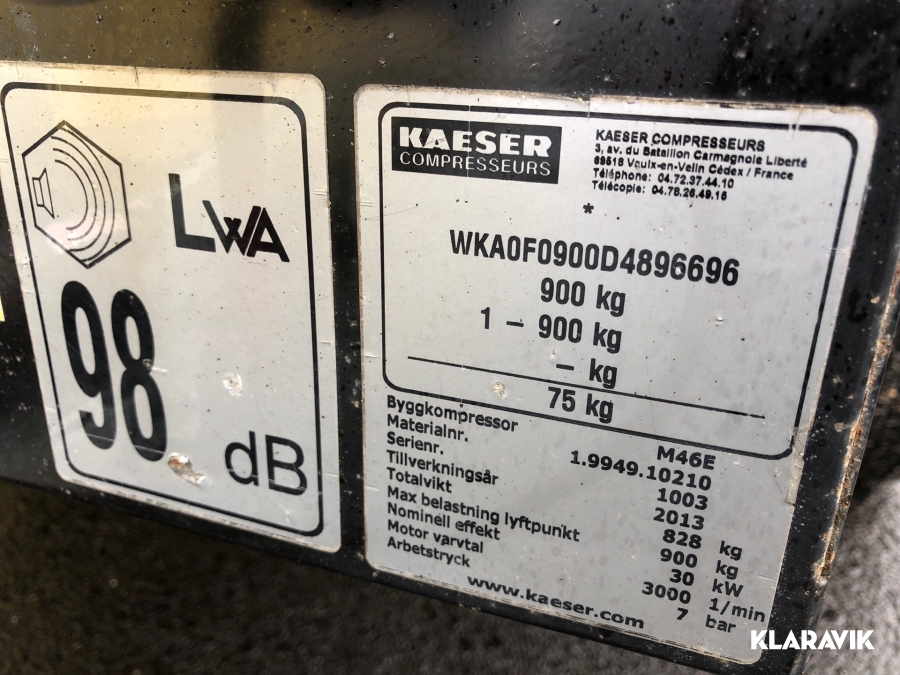 LWA
98
dB
KAESER
COMPRESSEURS
KAESER COMPRESSEURS
3, av. du Bataillon Carmagnole Liberté
69518 Vaulx-en-Velin Cédex / France
Téléphone: 04.72.37.44.10
Télécopie: 04.78.26.49.15
*
WKA0F0900D4896696
900 kg
1 – 900 kg
– kg
75 kg
Byggkompressor M46E
Materialnr. 1.9949.10210
Serienr. 1003
Tillverkningsår 2013
Totalvikt 828 kg
Max belastning lyftpunkt 900 kg
Nominell effekt 30 kW
Motor varvtal 3000 1/min
Arbetstryck 7 bar
www.kaeser.com
KLARAVIK